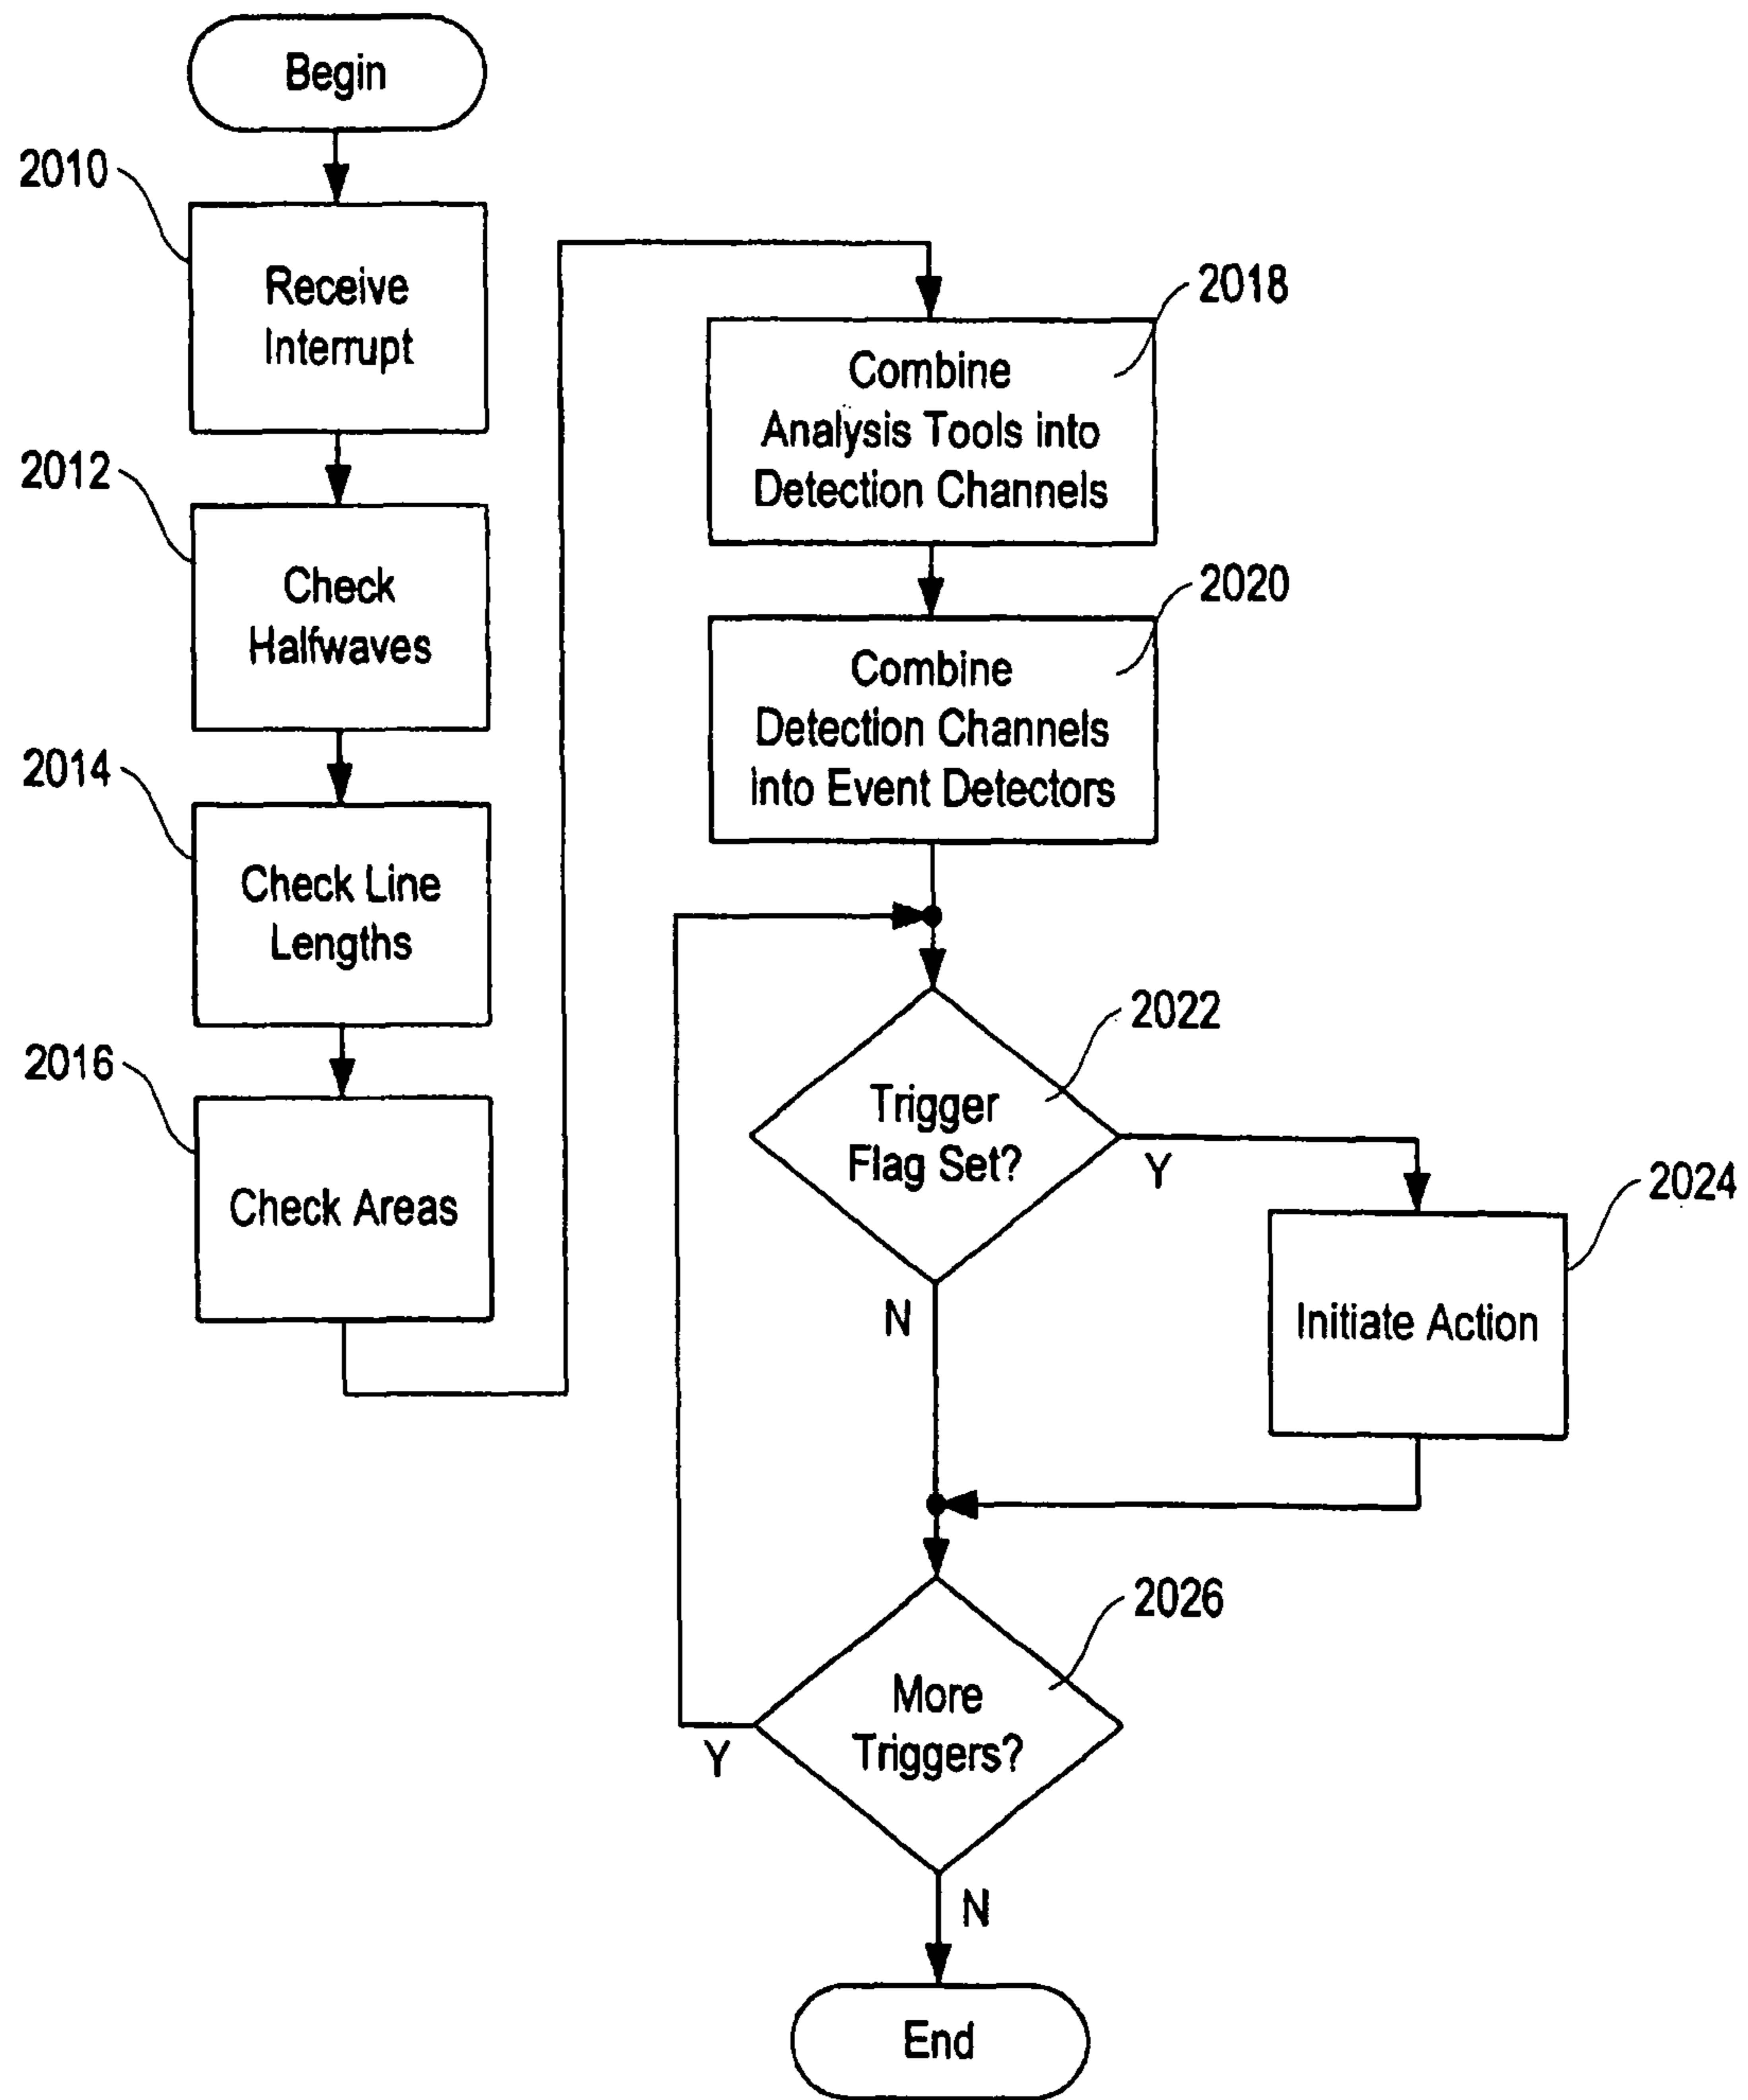 Begin
2010
Receive
Interrupt
2012
Check
Halfwaves
2014
Check Line
Lengths
2016
Check Areas
2018
Combine
Analysis Tools into
Detection Channels
2020
Combine
Detection Channels
into Event Detectors
2022
Trigger
Flag Set?
Y
N
2024
Initiate Action
2026
More
Triggers?
Y
N
End